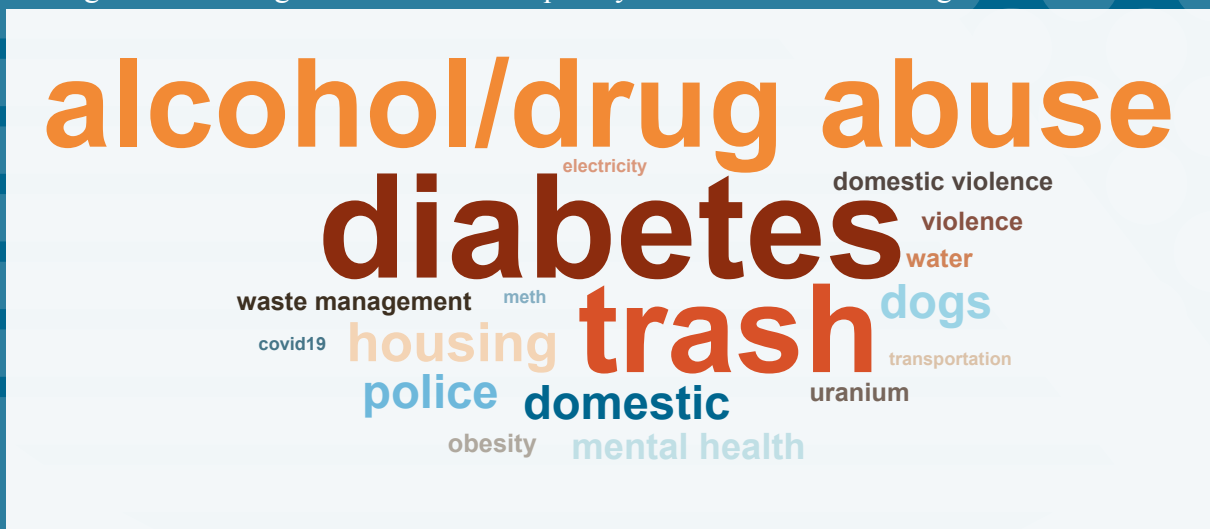 alcohol/drug abuse
electricity
diabetes
domestic violence
violence
water
waste management
meth
trash
dogs
covid19
housing
transportation
police
domestic
uranium
obesity
mental health